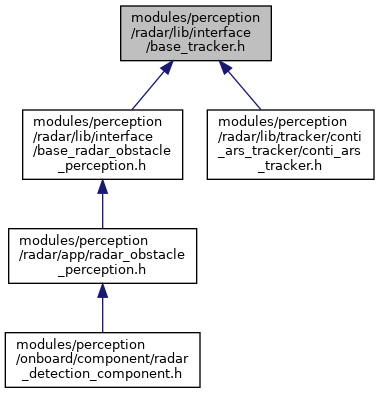 modules/perception
/radar/lib/interface
/base_tracker.h
modules/perception
/radar/lib/interface
/base_radar_obstacle
_perception.h
modules/perception
/radar/lib/tracker/conti
_ars_tracker/conti_ars
_tracker.h
modules/perception
/radar/app/radar_obstacle
_perception.h
modules/perception
/onboard/component/radar
_detection_component.h